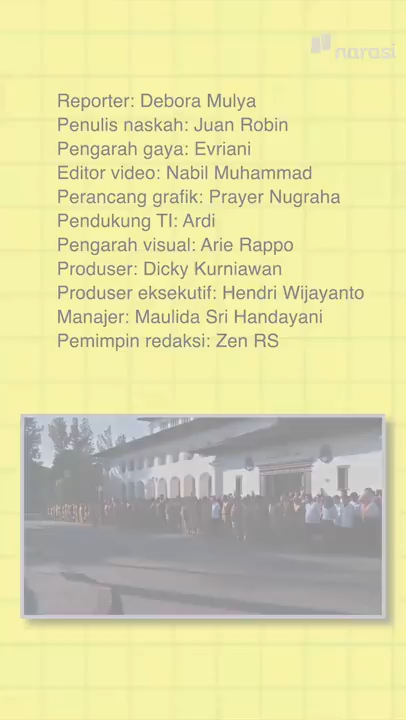 narasi
Reporter: Debora Mulya
Penulis naskah: Juan Robin
Pengarah gaya: Evriani
Editor video: Nabil Muhammad
Perancang grafik: Prayer Nugraha
Pendukung TI: Ardi
Pengarah visual: Arie Rappo
Produser: Dicky Kurniawan
Produser eksekutif: Hendri Wijayanto
Manajer: Maulida Sri Handayani
Pemimpin redaksi: Zen RS